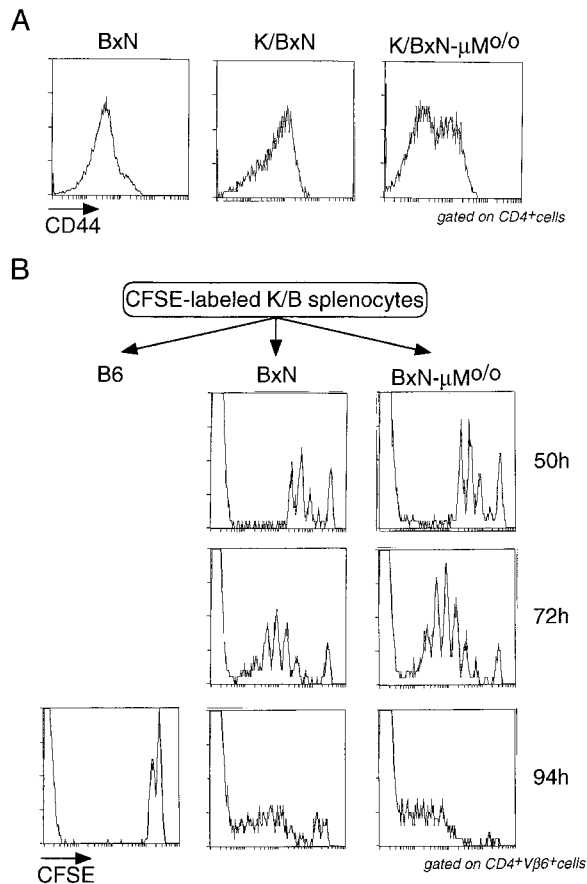 A
BxN
K/BxN
K/BxN-μMo/o
CD44
gated on CD4+cells
B
CFSE-labeled K/B splenocytes
B6
BxN
BxN-μMo/o
50h
72h
94h
CFSE
gated on CD4+Vβ6+cells